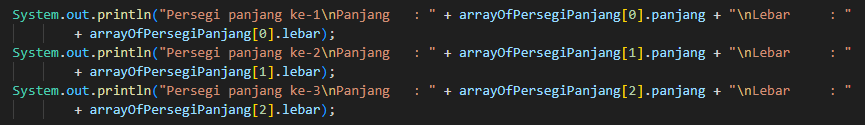 System.out.println("Persegi panjang ke-1\nPanjang   : " + arrayOfPersegiPanjang[0].panjang + "\nLebar     : "
        + arrayOfPersegiPanjang[0].lebar);
System.out.println("Persegi panjang ke-2\nPanjang   : " + arrayOfPersegiPanjang[1].panjang + "\nLebar     : "
        + arrayOfPersegiPanjang[1].lebar);
System.out.println("Persegi panjang ke-3\nPanjang   : " + arrayOfPersegiPanjang[2].panjang + "\nLebar     : "
        + arrayOfPersegiPanjang[2].lebar);